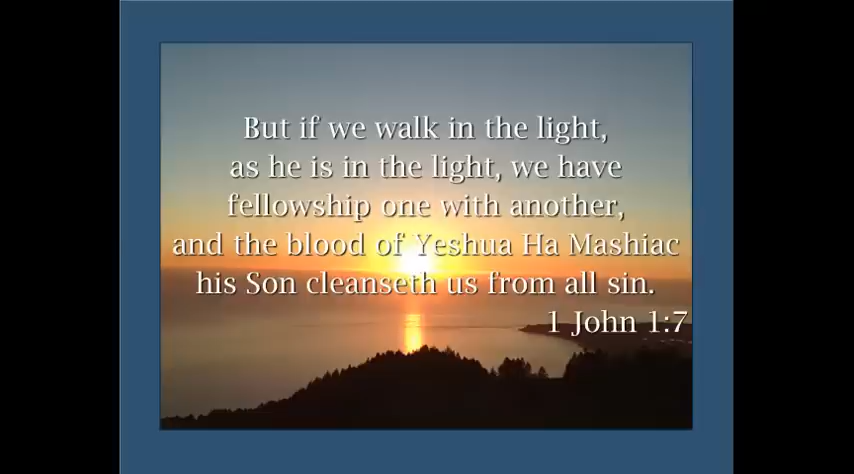 But if we walk in the light,
as he is in the light, we have
fellowship one with another,
and the blood of Yeshua Ha Mashiac
his Son cleanseth us from all sin.
1 John 1:7